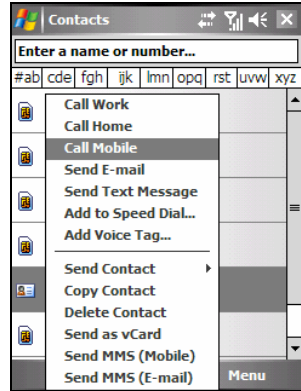 Contacts
Enter a name or number...
#ab cde fgh ijk lmn opq rst uvw xyz
Call Work
Call Home
Call Mobile
Send E-mail
Send Text Message
Add to Speed Dial...
Add Voice Tag...
Send Contact
Copy Contact
Delete Contact
Send as vCard
Send MMS (Mobile)
Send MMS (E-mail)
Menu